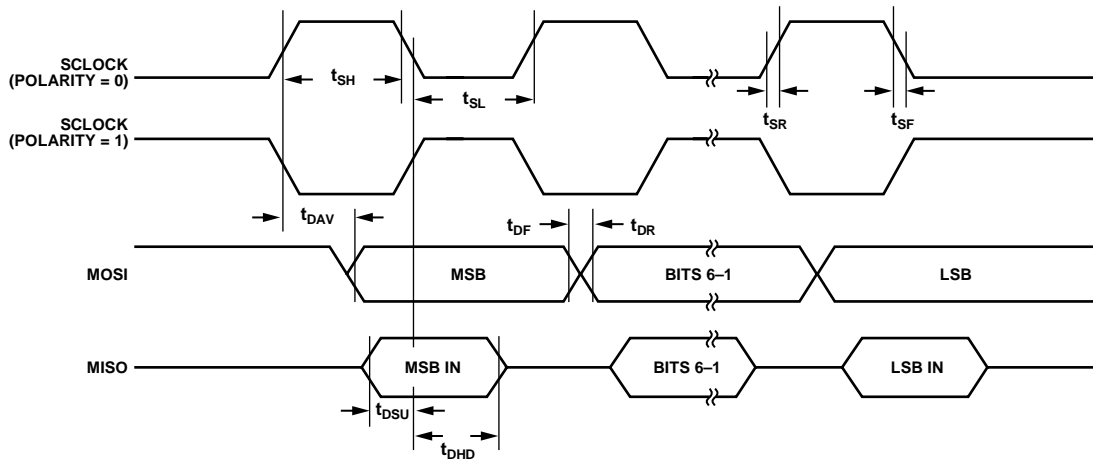 SCLOCK
(POLARITY = 0)
tSH
tSL
tSR
tSF
SCLOCK
(POLARITY = 1)
tDAV
tDF
tDR
MOSI
MSB
BITS 6–1
LSB
MISO
MSB IN
BITS 6–1
LSB IN
tDSU
tDHD